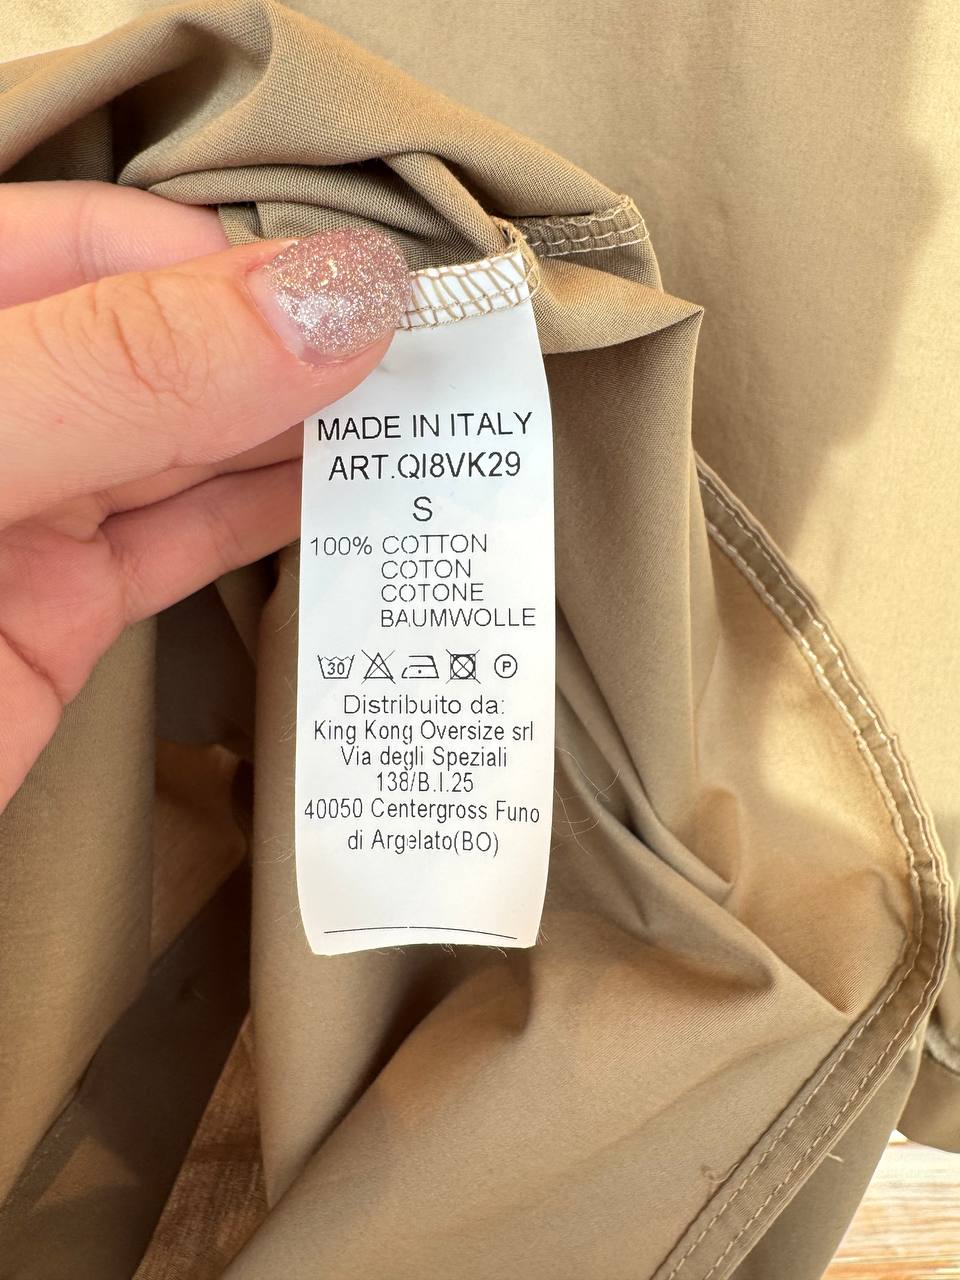 MADE IN ITALY
ART.QI8VK29
S
100% COTTON
COTON
COTONE
BAUMWOLLE
30 P
Distribuito da:
King Kong Oversize srl
Via degli Speziali
138/B.I.25
40050 Centergross Funo
di Argelato(BO)